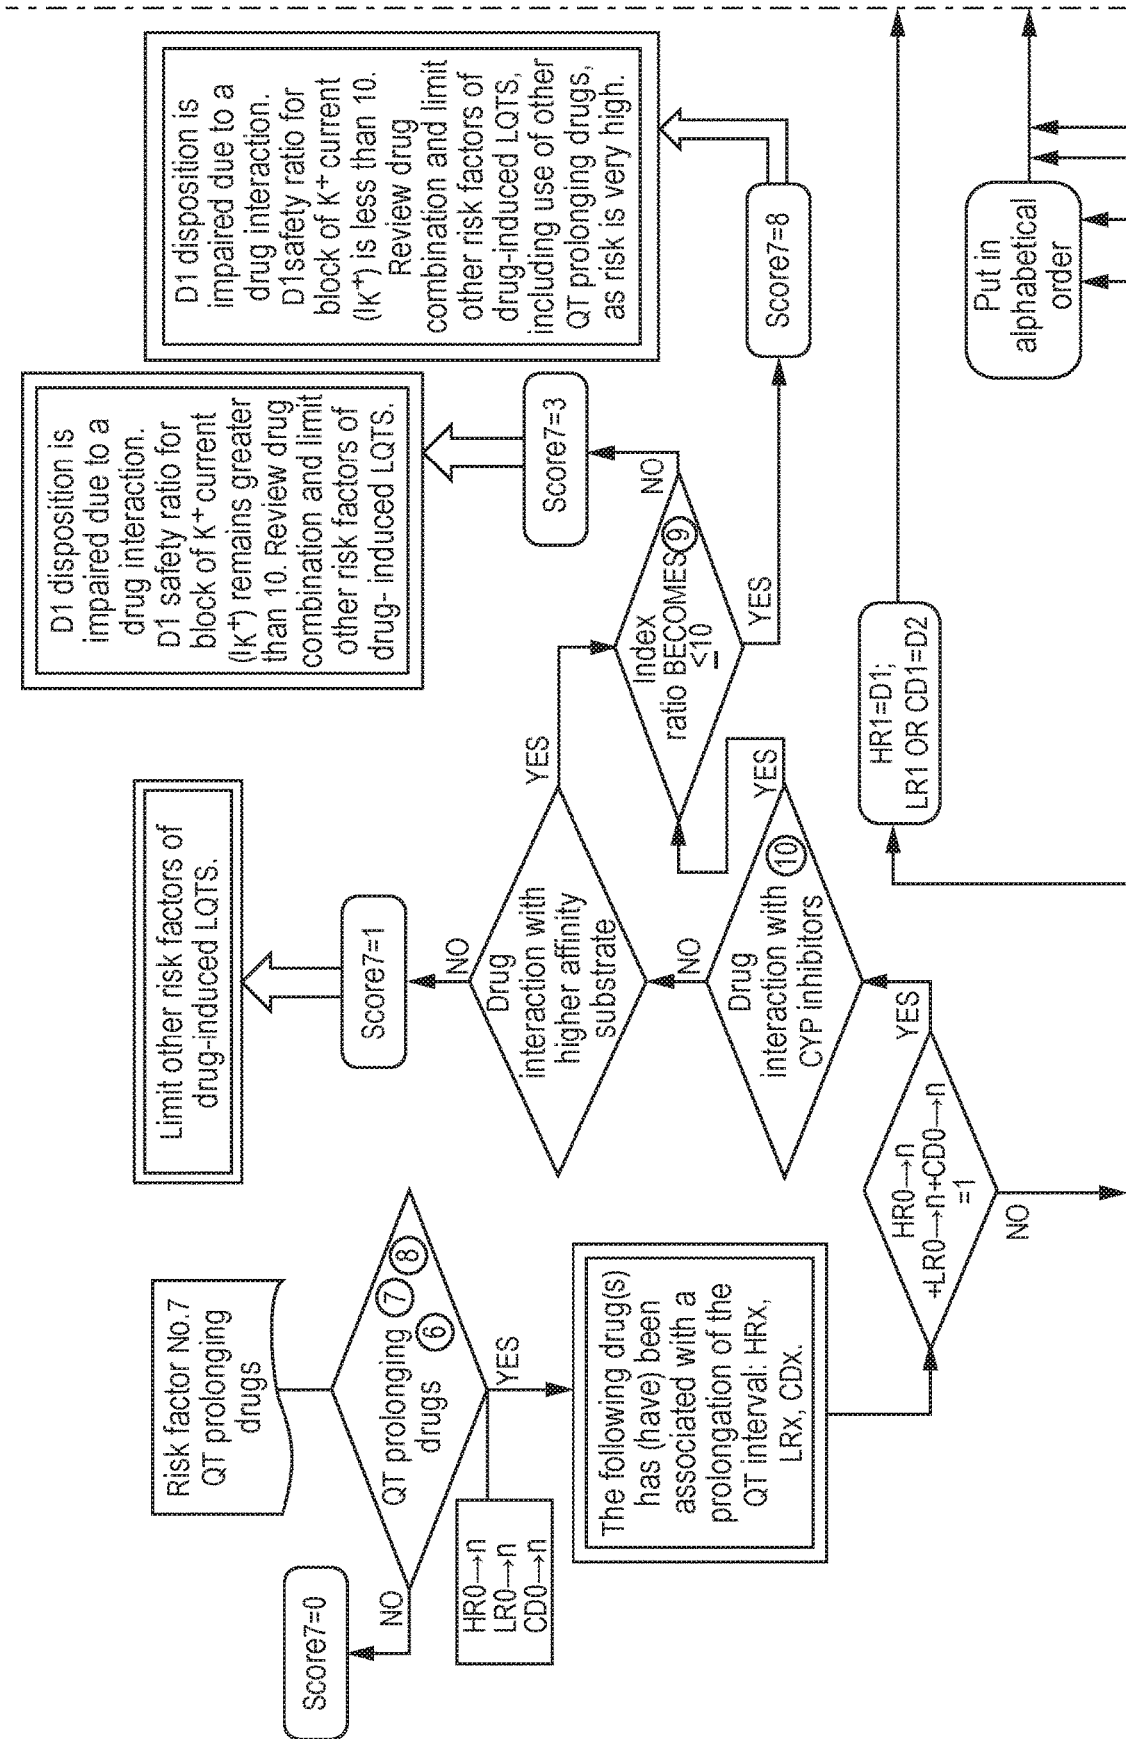 Risk factor No.7
QT prolonging
drugs
Score7=0
NO
QT prolonging
drugs
7
8
6
YES
HR0→n
LR0→n
CD0→n
The following drug(s)
has (have) been
associated with a
prolongation of the
QT interval: HRx,
LRx, CDx.
HR0→n
+LR0→n+CD0→n
=1
NO
YES
Drug
interaction with
CYP inhibitors
10
NO
YES
Drug
interaction with
higher affinity
substrate
NO
YES
Score7=1
Limit other risk factors of
drug-induced LQTS.
Index
ratio BECOMES
≤10
9
NO
YES
Score7=3
D1 disposition is
impaired due to a
drug interaction.
D1 safety ratio for
block of K+ current
(IK+) remains greater
than 10. Review drug
combination and limit
other risk factors of
drug- induced LQTS.
Score7=8
D1 disposition is
impaired due to a
drug interaction.
D1safety ratio for
block of K+ current
(IK+) is less than 10.
Review drug
combination and limit
other risk factors of
drug-induced LQTS,
including use of other
QT prolonging drugs,
as risk is very high.
HR1=D1;
LR1 OR CD1=D2
Put in
alphabetical
order